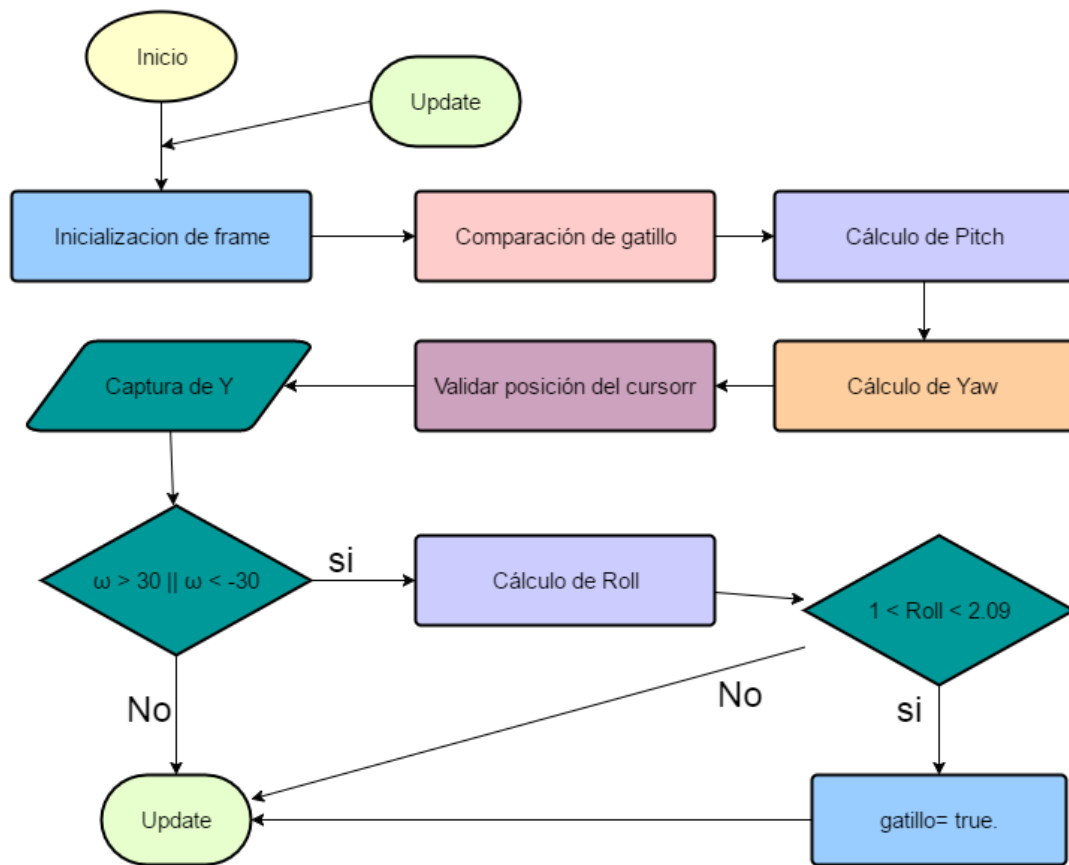 Inicio
Update
Inicializacion de frame
Comparación de gatillo
Cálculo de Pitch
Captura de Y
Validar posición del cursorr
Cálculo de Yaw
ω > 30 || ω < -30
si
Cálculo de Roll
1 < Roll < 2.09
No
No
si
Update
gatillo= true.